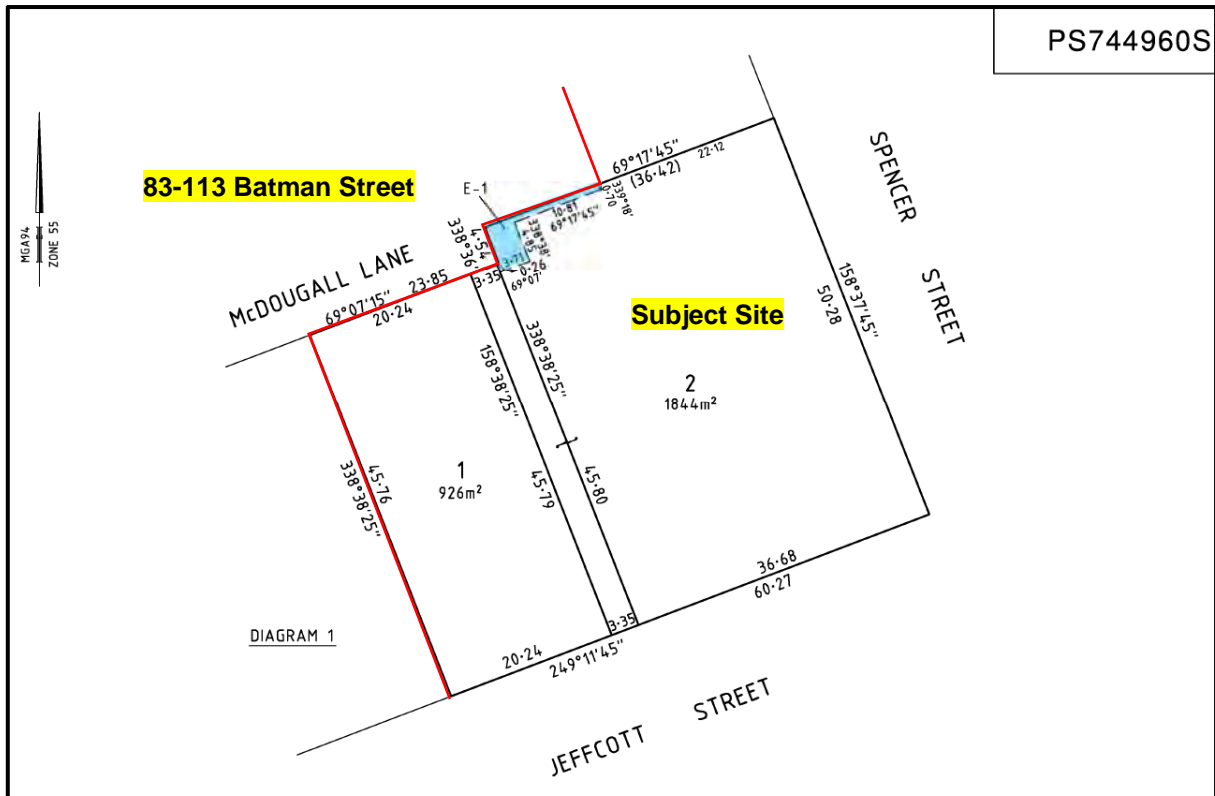 PS744960S
MGA94
ZONE 55
83-113 Batman Street
E-1
69°17'45"
(36·42)
22·12
SPENCER STREET
339°18'
0·70
10·81
69°17'45"
338°36'
4·54
338°38'
4·85
3·71
0·26
69°07'
3·35
McDOUGALL LANE
69°07'15"
23·85
20·24
Subject Site
158°37'45"
50·28
158°38'25"
338°38'25"
2
1844m²
1
926m²
45·76
338°38'25"
45·79
45·80
DIAGRAM 1
3·35
36·68
60·27
20·24
249°11'45"
JEFFCOTT STREET